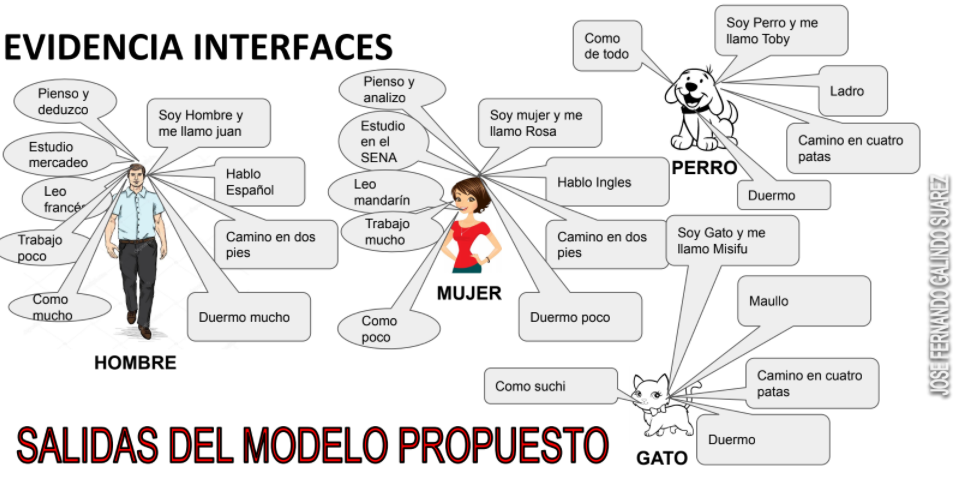 EVIDENCIA INTERFACES
Pienso y
deduzco
Soy Hombre y
me llamo juan
Estudio
mercadeo
Hablo
Español
Leo
francés
Trabajo
poco
Camino en dos
pies
Como
mucho
Duermo mucho
HOMBRE
Pienso y
analizo
Soy mujer y me
llamo Rosa
Estudio
en el
SENA
Hablo Ingles
Leo
mandarín
Trabajo
mucho
Camino en dos
pies
Como
poco
Duermo poco
MUJER
Como
de todo
Soy Perro y me
llamo Toby
Ladro
Camino en cuatro
patas
Duermo
PERRO
Soy Gato y me
llamo Misifu
Maullo
Como suchi
Camino en cuatro
patas
Duermo
GATO
SALIDAS DEL MODELO PROPUESTO
JOSE FERNANDO GALINDO SUAREZ